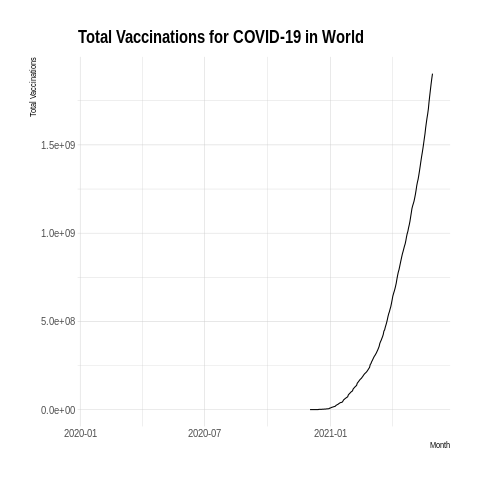 Total Vaccinations for COVID-19 in World
Total Vaccinations
1.5e+09
1.0e+09
5.0e+08
0.0e+00
2020-01 2020-07 2021-01
Month